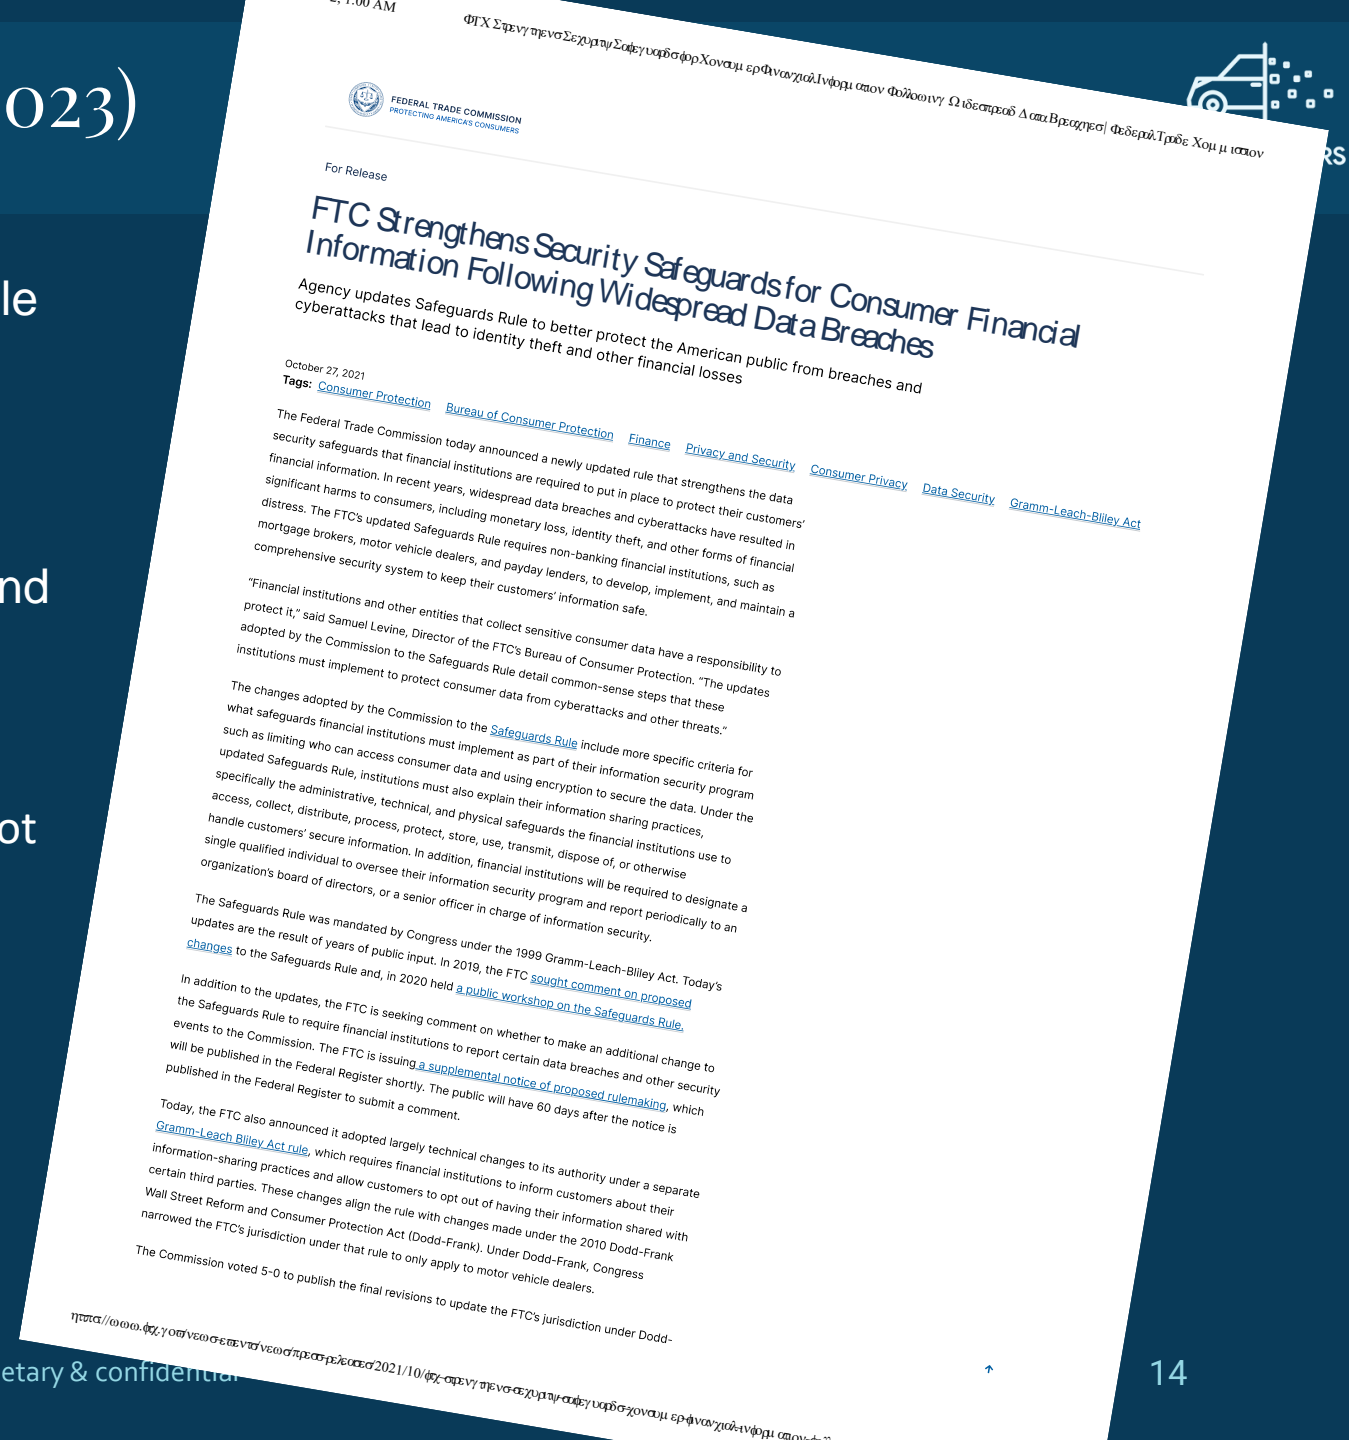 023)
le
nd
ot
RS
2, 1:00 AM
FEDERAL TRADE COMMISSION
PROTECTING AMERICA'S CONSUMERS
For Release
FTC Strengthens Security Safeguards for Consumer Financial
Information Following Widespread Data Breaches
Agency updates Safeguards Rule to better protect the American public from breaches and
cyberattacks that lead to identity theft and other financial losses
October 27, 2021
Tags: Consumer Protection Bureau of Consumer Protection Finance Privacy and Security Consumer Privacy Data Security Gramm-Leach-Bliley Act
The Federal Trade Commission today announced a newly updated rule that strengthens the data
security safeguards that financial institutions are required to put in place to protect their customers’
financial information. In recent years, widespread data breaches and cyberattacks have resulted in
significant harms to consumers, including monetary loss, identity theft, and other forms of financial
distress. The FTC’s updated Safeguards Rule requires non-banking financial institutions, such as
mortgage brokers, motor vehicle dealers, and payday lenders, to develop, implement, and maintain a
comprehensive security system to keep their customers’ information safe.
“Financial institutions and other entities that collect sensitive consumer data have a responsibility to
protect it,” said Samuel Levine, Director of the FTC’s Bureau of Consumer Protection. “The updates
adopted by the Commission to the Safeguards Rule detail common-sense steps that these
institutions must implement to protect consumer data from cyberattacks and other threats.”
The changes adopted by the Commission to the Safeguards Rule include more specific criteria for
what safeguards financial institutions must implement as part of their information security program
such as limiting who can access consumer data and using encryption to secure the data. Under the
updated Safeguards Rule, institutions must also explain their information sharing practices,
specifically the administrative, technical, and physical safeguards the financial institutions use to
access, collect, distribute, process, protect, store, use, transmit, dispose of, or otherwise
handle customers’ secure information. In addition, financial institutions will be required to designate a
single qualified individual to oversee their information security program and report periodically to an
organization’s board of directors, or a senior officer in charge of information security.
The Safeguards Rule was mandated by Congress under the 1999 Gramm-Leach-Bliley Act. Today’s
updates are the result of years of public input. In 2019, the FTC sought comment on proposed
changes to the Safeguards Rule and, in 2020 held a public workshop on the Safeguards Rule.
In addition to the updates, the FTC is seeking comment on whether to make an additional change to
the Safeguards Rule to require financial institutions to report certain data breaches and other security
events to the Commission. The FTC is issuing a supplemental notice of proposed rulemaking, which
will be published in the Federal Register shortly. The public will have 60 days after the notice is
published in the Federal Register to submit a comment.
Today, the FTC also announced it adopted largely technical changes to its authority under a separate
Gramm-Leach Bliley Act rule, which requires financial institutions to inform customers about their
information-sharing practices and allow customers to opt out of having their information shared with
certain third parties. These changes align the rule with changes made under the 2010 Dodd-Frank
Wall Street Reform and Consumer Protection Act (Dodd-Frank). Under Dodd-Frank, Congress
narrowed the FTC’s jurisdiction under that rule to only apply to motor vehicle dealers.
The Commission voted 5-0 to publish the final revisions to update the FTC’s jurisdiction under Dodd-
etary & confidential
14